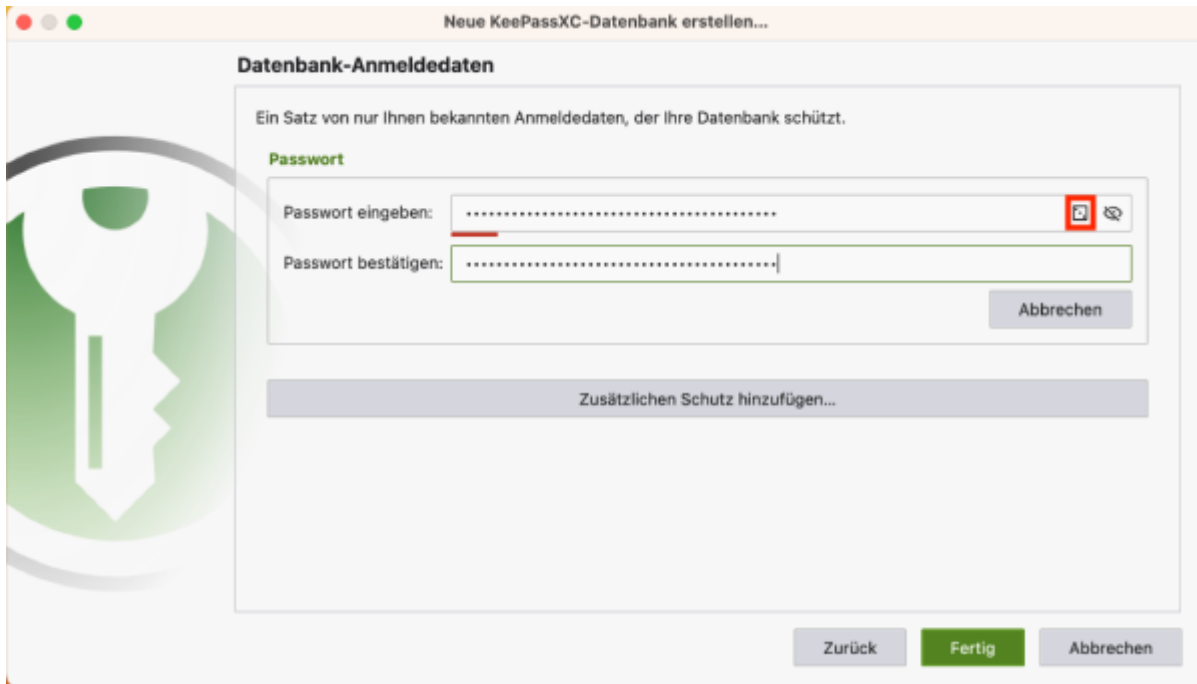 Neue KeePassXC-Datenbank erstellen...
Datenbank-Anmeldedaten
Ein Satz von nur Ihnen bekannten Anmeldedaten, der Ihre Datenbank schützt.
Passwort
Passwort eingeben:
Passwort bestätigen:
Abbrechen
Zusätzlichen Schutz hinzufügen...
Zurück
Fertig
Abbrechen